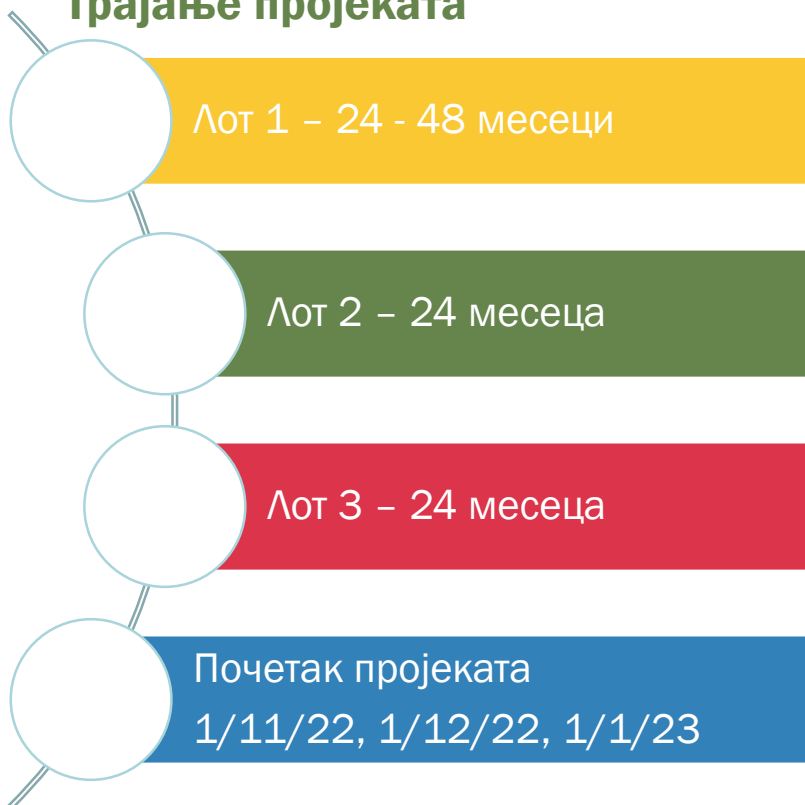 Трајање пројеката
Лот 1 – 24 - 48 месеци
Лот 2 – 24 месеца
Лот 3 – 24 месеца
Почетак пројеката
1/11/22, 1/12/22, 1/1/23